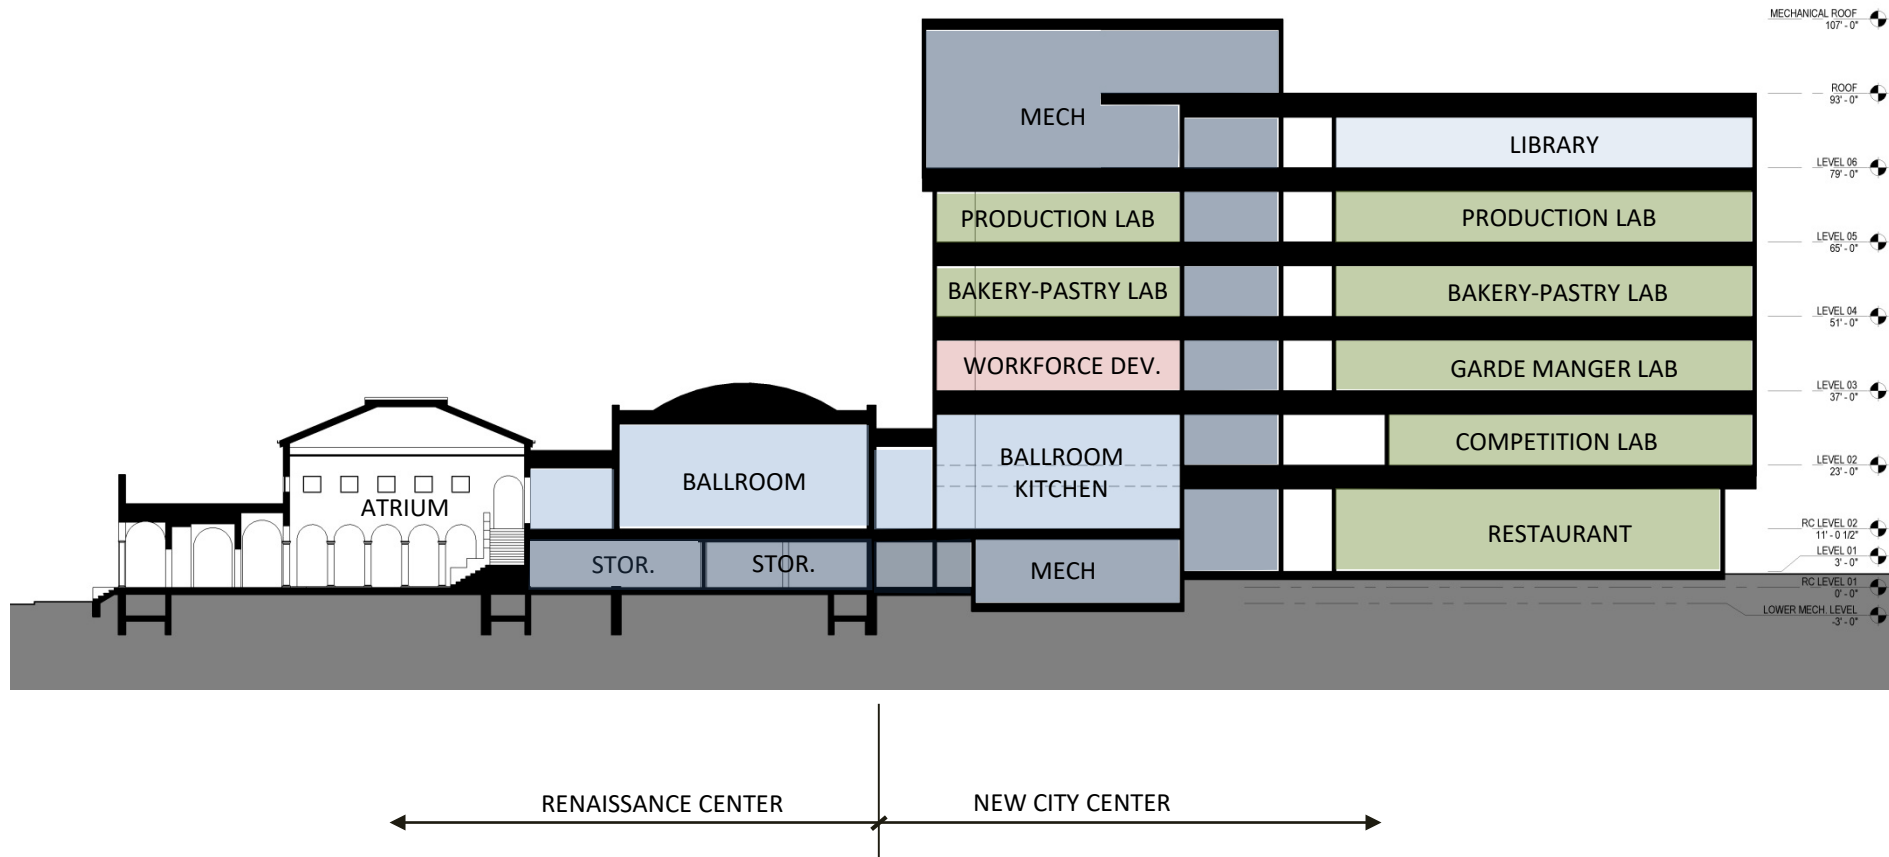 MECHANICAL ROOF
107' - 0"
ROOF
93' - 0"
MECH
LIBRARY
LEVEL 06
79' - 0"
PRODUCTION LAB
PRODUCTION LAB
LEVEL 05
65' - 0"
BAKERY-PASTRY LAB
BAKERY-PASTRY LAB
LEVEL 04
51' - 0"
WORKFORCE DEV.
GARDE MANGER LAB
LEVEL 03
37' - 0"
COMPETITION LAB
BALLROOM
KITCHEN
LEVEL 02
23' - 0"
BALLROOM
ATRIUM
RESTAURANT
RC LEVEL 02
11' - 0 1/2"
LEVEL 01
3' - 0"
STOR.
STOR.
MECH
RC LEVEL 01
0' - 0"
LOWER MECH. LEVEL
-3' - 0"
RENAISSANCE CENTER
NEW CITY CENTER